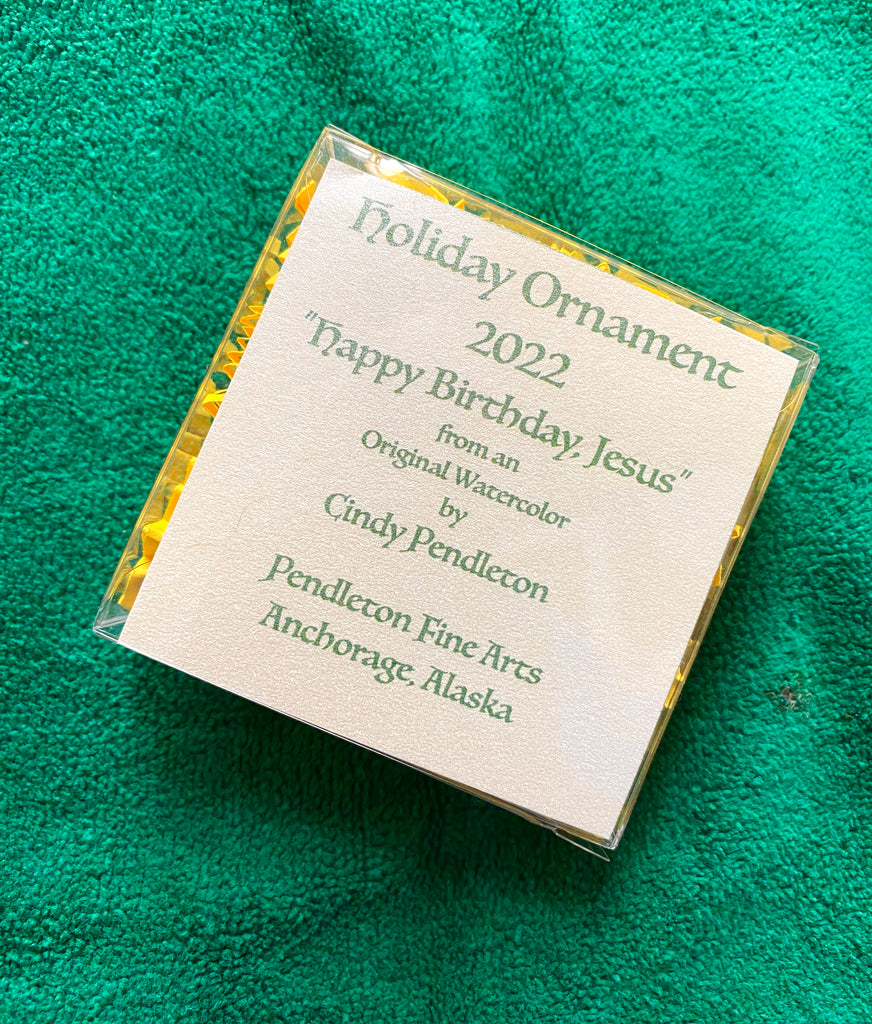 Holiday Ornament
2022
"Happy Birthday, Jesus"
from an
Original Watercolor
by
Cindy Pendleton
Pendleton Fine Arts
Anchorage, Alaska